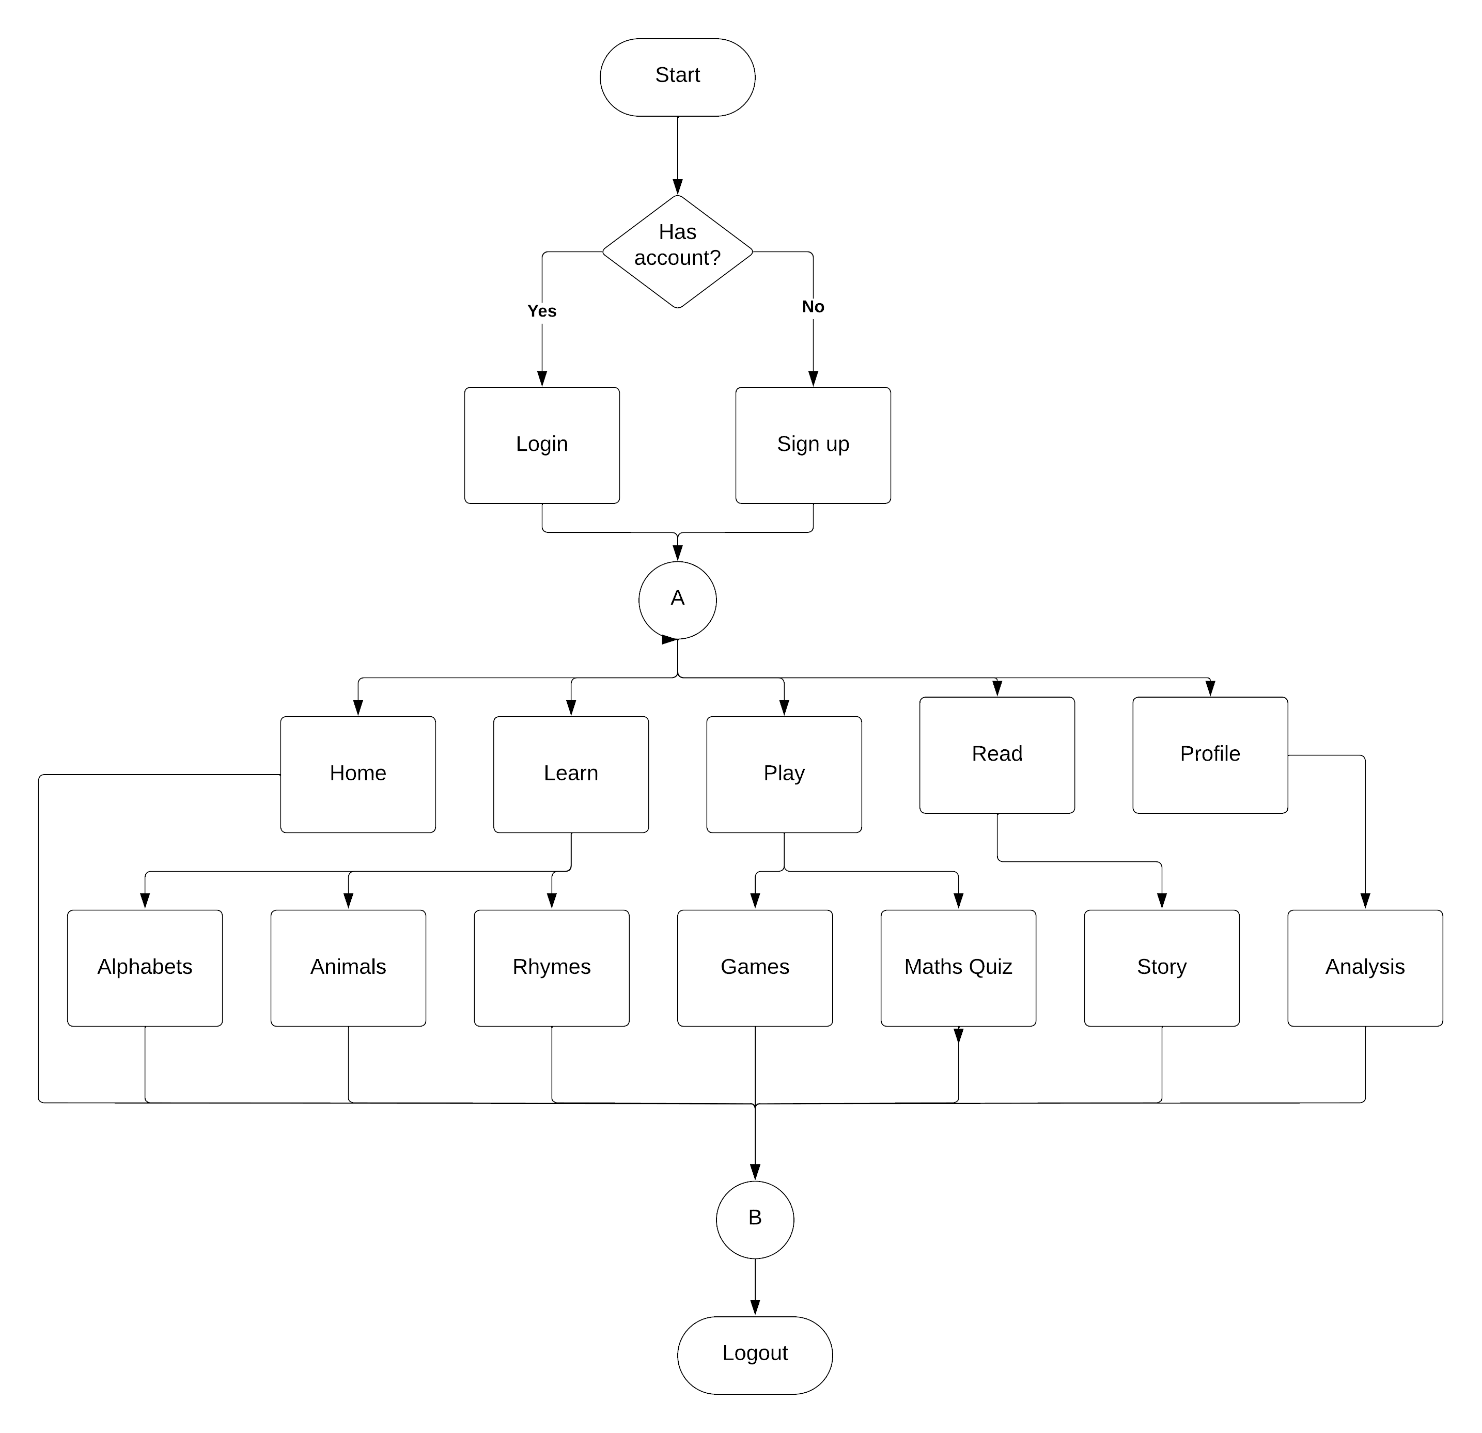 Start
Has
account?
Yes
No
Login
Sign up
A
Home
Learn
Play
Read
Profile
Alphabets
Animals
Rhymes
Games
Maths Quiz
Story
Analysis
B
Logout